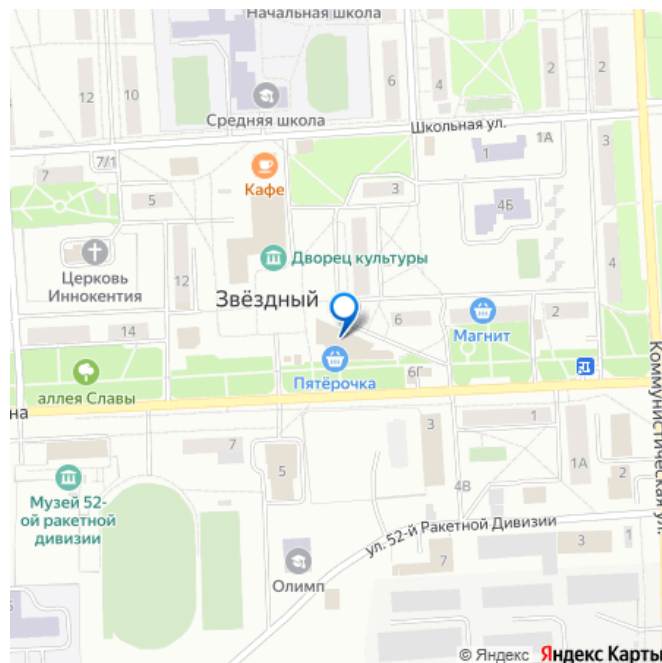 Начальная школа
Средняя школа
12
10
6
2
2
Школьная ул.
1А
3
1
7/1
7
5
Кафе
3
4Б
Дворец культуры
Церковь
Иннокентия
12
Звёздный
14
6
Магнит
2
Пятёрочка
6Г
аллея Славы
на
Коммунистическая ул.
7
5
3
1
1А
2
4В
Музей 52-
ой ракетной
дивизии
ул. 52-й Ракетной Дивизии
3
1
Олимп
7
© Яндекс Яндекс Карты